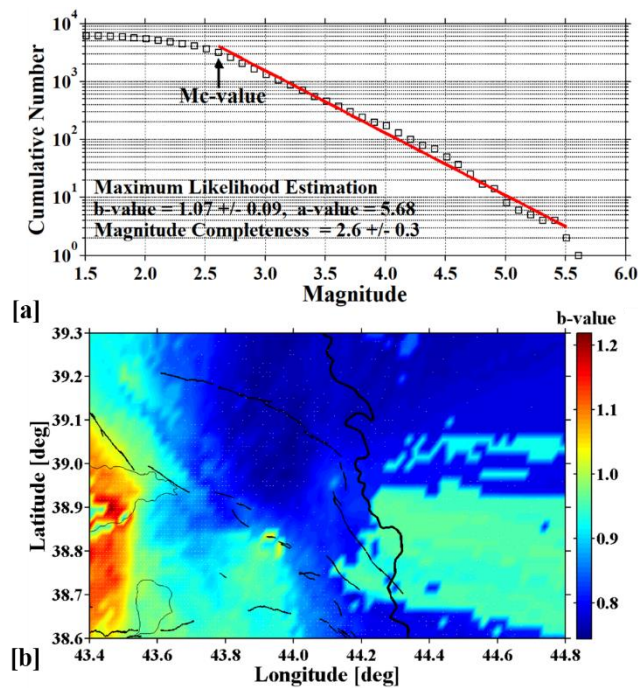 10⁴
10³
10²
10¹
10⁰
Cumulative Number
Mc-value
Maximum Likelihood Estimation
b-value = 1.07 +/- 0.09, a-value = 5.68
Magnitude Completeness = 2.6 +/- 0.3
1.5 2.0 2.5 3.0 3.5 4.0 4.5 5.0 5.5
Magnitude
[a]
b-value
39.3
39.2
39.1
39.0
38.9
38.8
38.7
38.6
Latitude [deg]
1.2
1.1
1.0
0.9
0.8
43.4 43.6 43.8 44.0 44.2 44.4 44.6 44.8
Longitude [deg]
[b]